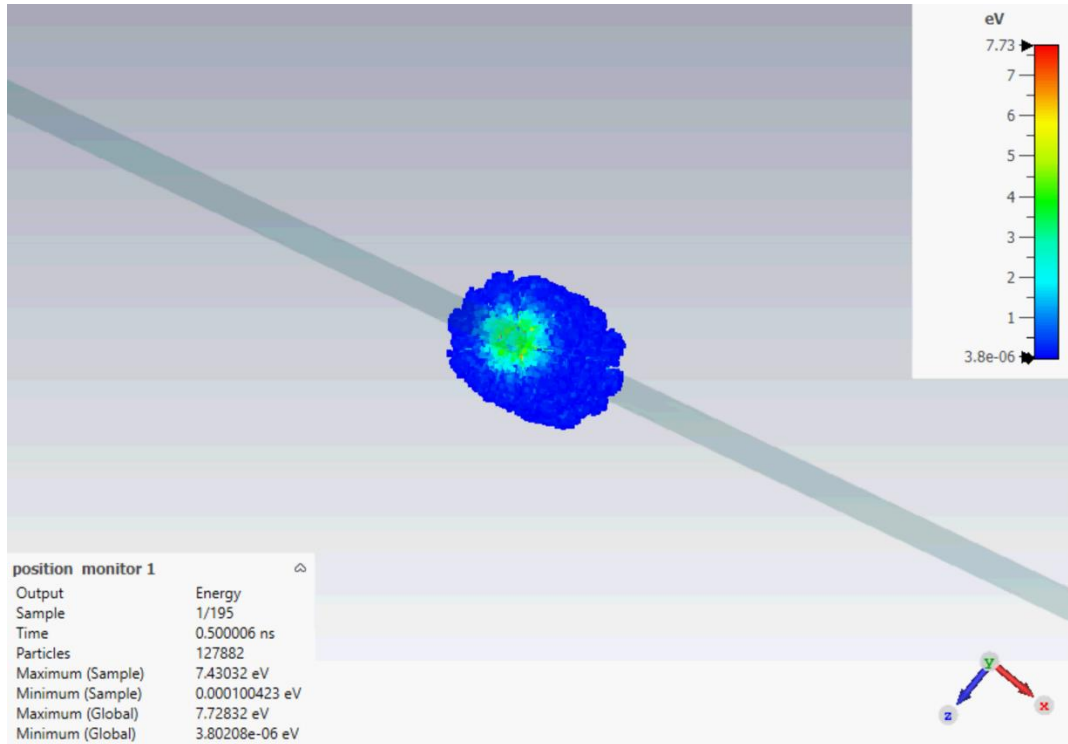 eV
7.73
7
6
5
4
3
2
1
3.8e-06
position monitor 1
Output Energy
Sample 1/195
Time 0.500006 ns
Particles 127882
Maximum (Sample) 7.43032 eV
Minimum (Sample) 0.000100423 eV
Maximum (Global) 7.72832 eV
Minimum (Global) 3.80208e-06 eV
y
z x